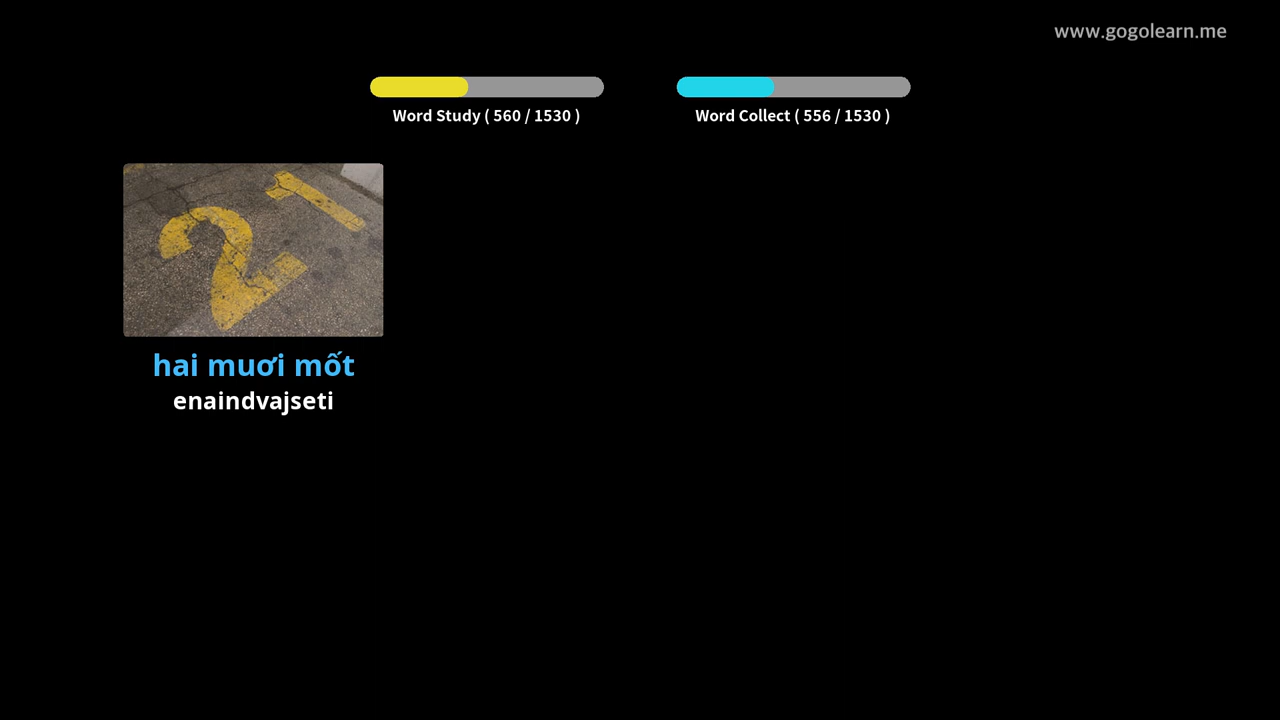 www.gogolearn.me
Word Study ( 560 / 1530 )
Word Collect ( 556 / 1530 )
21
hai mươi mốt
enaindvajseti